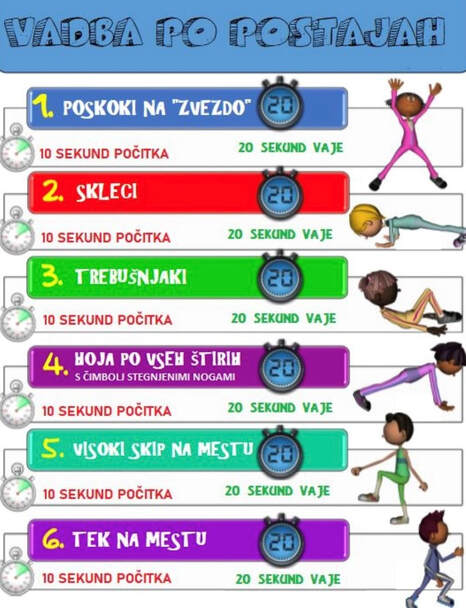 VADBA PO POSTAJAH
1. POSKOKI NA "ZVEZDO" 20
10 SEKUND POČITKA 20 SEKUND VAJE
2. SKLECI 20
10 SEKUND POČITKA 20 SEKUND VAJE
3. TREBUŠNJAKI 20
10 SEKUND POČITKA 20 SEKUND VAJE
4. HOJA PO VSEH ŠTIRIH 20
S ČIMBOLJ STEGNJENIMI NOGAMI
10 SEKUND POČITKA 20 SEKUND VAJE
5. VISOKI SKIP NA MESTU 20
10 SEKUND POČITKA 20 SEKUND VAJE
6. TEK NA MESTU 20
10 SEKUND POČITKA 20 SEKUND VAJE